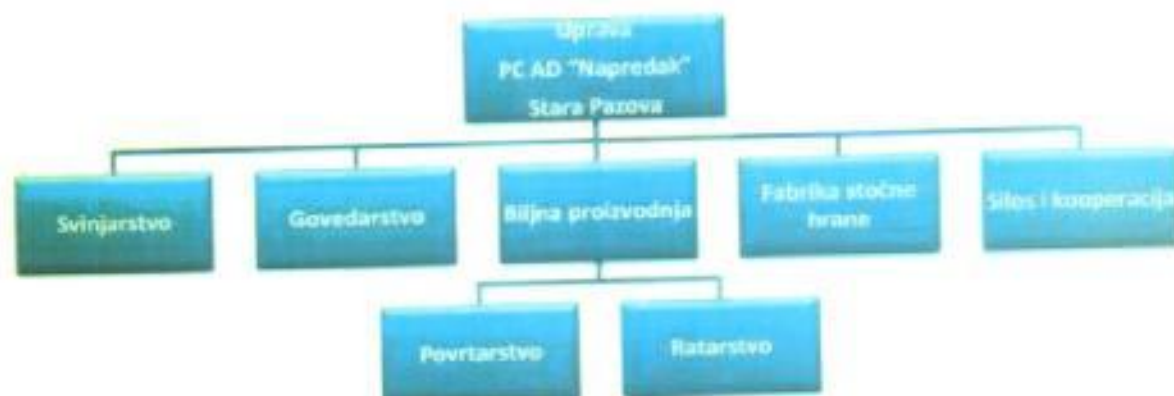 Uprava
PC AD "Napredak"
Stara Pazova
Svinjarstvo
Govedarstvo
Biljna proizvodnja
Fabrika stočne
hrane
Silos i kooperacija
Povrtarstvo
Ratarstvo